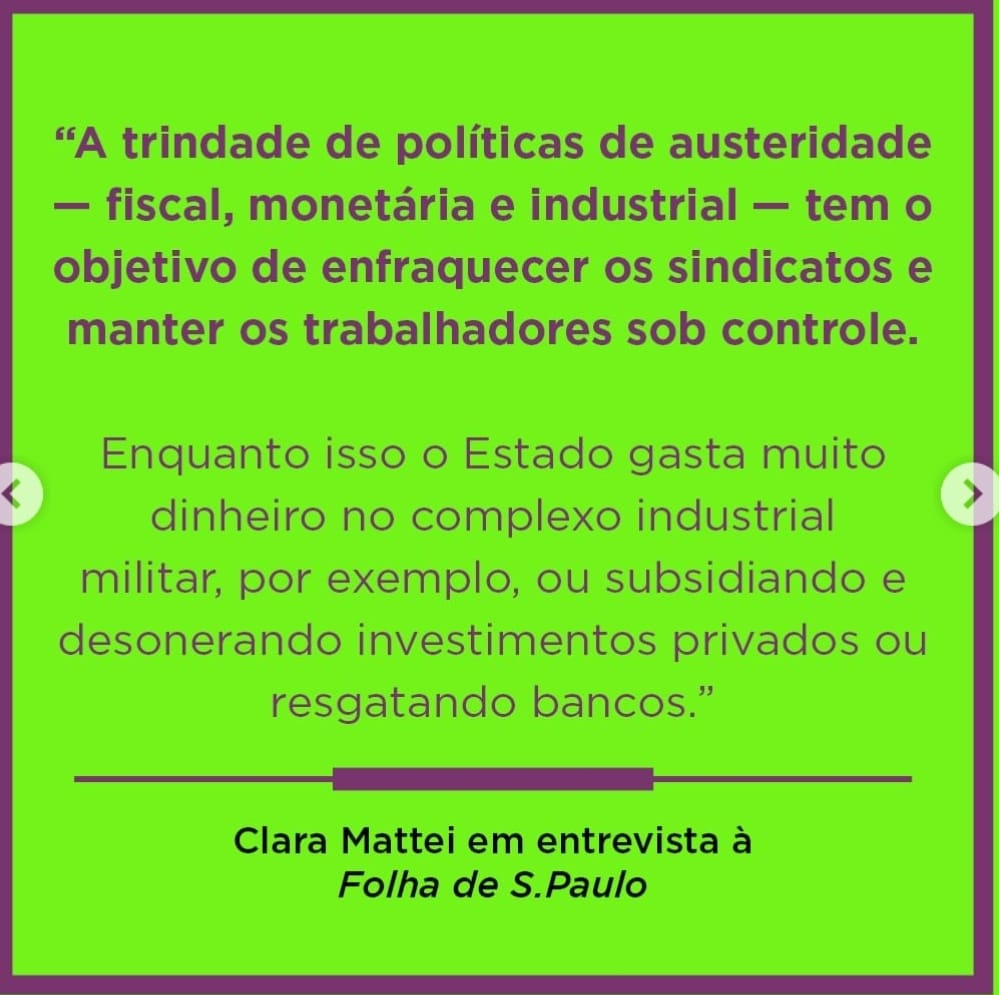 “A trindade de políticas de austeridade
— fiscal, monetária e industrial — tem o
objetivo de enfraquecer os sindicatos e
manter os trabalhadores sob controle.
Enquanto isso o Estado gasta muito
dinheiro no complexo industrial
militar, por exemplo, ou subsidiando e
desonerando investimentos privados ou
resgatando bancos.”
Clara Mattei em entrevista à
Folha de S.Paulo